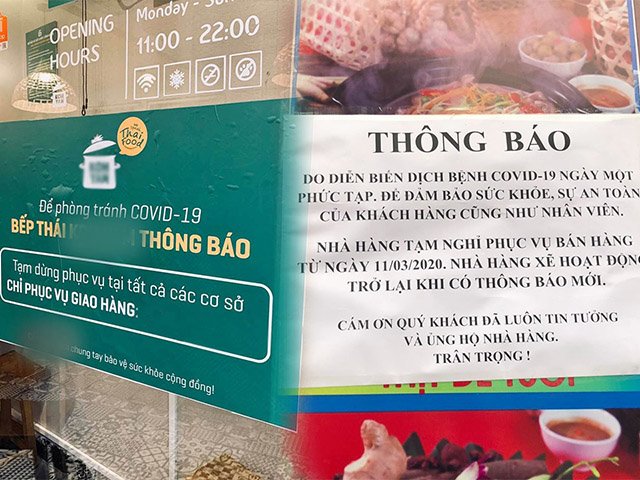 OPENING HOURS
Monday -
11:00 - 22:00
Thai Food
Để phòng tránh COVID-19
BẾP THÁI THÔNG BÁO
Tạm dừng phục vụ tại tất cả các cơ sở
CHỈ PHỤC VỤ GIAO HÀNG;
chung tay bảo vệ sức khỏe cộng đồng!
THÔNG BÁO
DO DIỄN BIẾN DỊCH BỆNH COVID-19 NGÀY MỘT
PHỨC TẠP. ĐỂ ĐẢM BẢO SỨC KHỎE, SỰ AN TOÀN
CỦA KHÁCH HÀNG CŨNG NHƯ NHÂN VIÊN.
NHÀ HÀNG TẠM NGHỈ PHỤC VỤ BÁN HÀNG
TỪ NGÀY 11/03/2020. NHÀ HÀNG XẼ HOẠT ĐỘNG
TRỞ LẠI KHI CÓ THÔNG BÁO MỚI.
CẢM ƠN QUÝ KHÁCH ĐÃ LUÔN TIN TƯỞNG
VÀ ỦNG HỘ NHÀ HÀNG.
TRÂN TRỌNG !